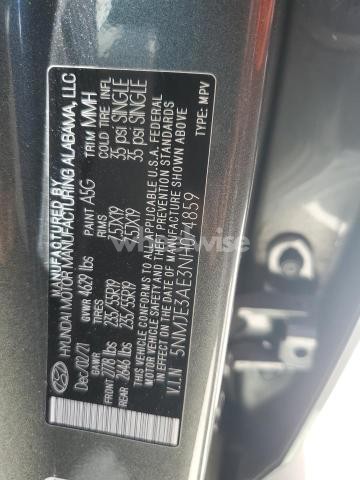 MANUFACTURED BY
HYUNDAI MOTOR MANUFACTURING ALABAMA, LLC
Dec/02/21 GVWR 4629 lbs PAINT A5G TRIM MMH
GAWR TIRES RIMS COLD TIRE INFL
FRONT 2778 lbs 235/55R19 7.5JX19 35 psi SINGLE
REAR 2646 lbs 235/55R19 7.5JX19 35 psi SINGLE
THIS VEHICLE CONFORMS TO ALL APPLICABLE U.S.A. FEDERAL
MOTOR VEHICLE SAFETY AND THEFT PREVENTION STANDARDS
IN EFFECT ON THE DATE OF MANUFACTURE SHOWN ABOVE
V.I.N 5NMJE3AE3NH074859 TYPE: MPV